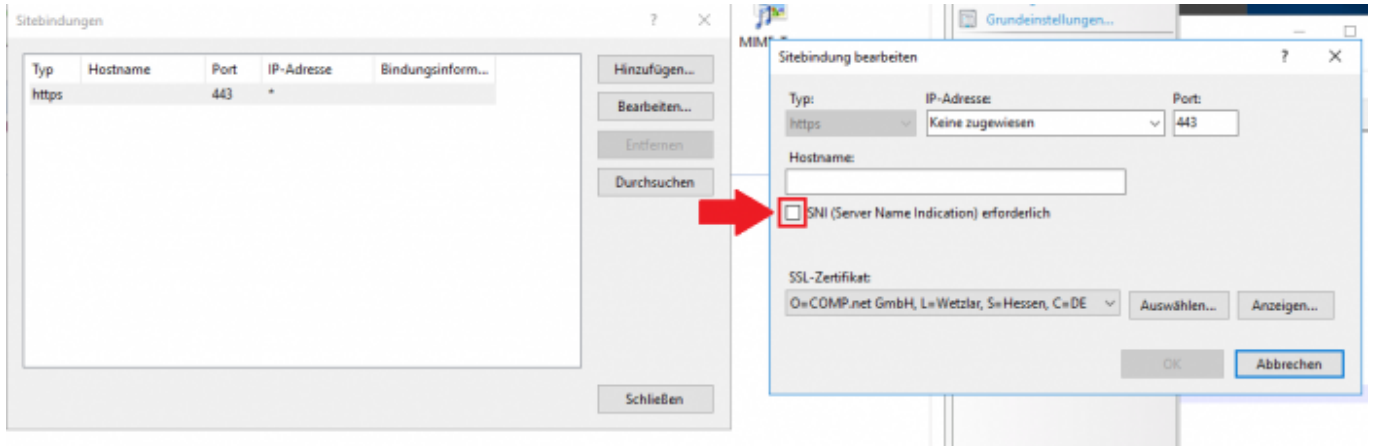 Sitebindungen
Typ Hostname Port IP-Adresse Bindungsinform...
https 443 *
Hinzufügen...
Bearbeiten...
Entfernen
Durchsuchen
Schließen
Grundeinstellungen...
Sitebindung bearbeiten
Typ: IP-Adresse: Port:
https Keine zugewiesen 443
Hostname:
SNI (Server Name Indication) erforderlich
SSL-Zertifikat:
O=COMP.net GmbH, L=Wetzlar, S=Hessen, C=DE Auswählen... Anzeigen...
OK Abbrechen